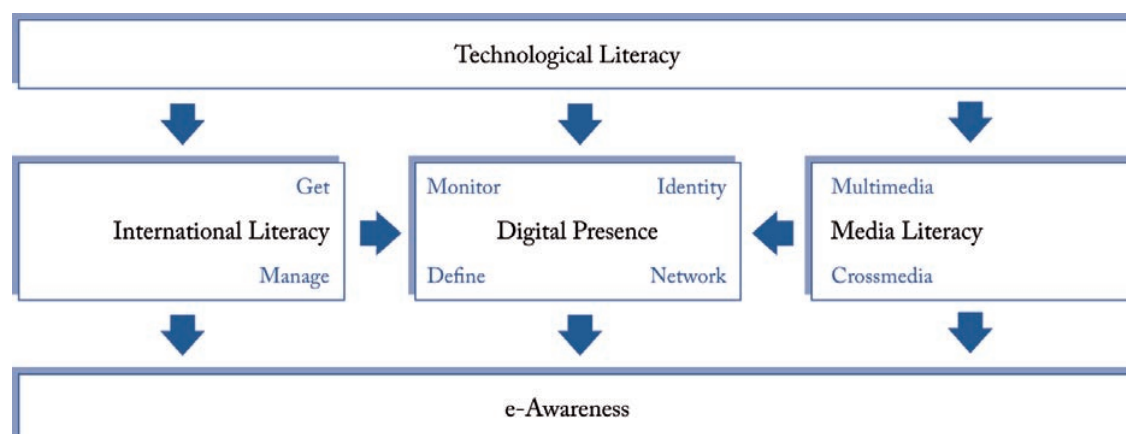 Technological Literacy
Get
International Literacy
Manage
Monitor Identity
Digital Presence
Define Network
Multimedia
Media Literacy
Crossmedia
e-Awareness